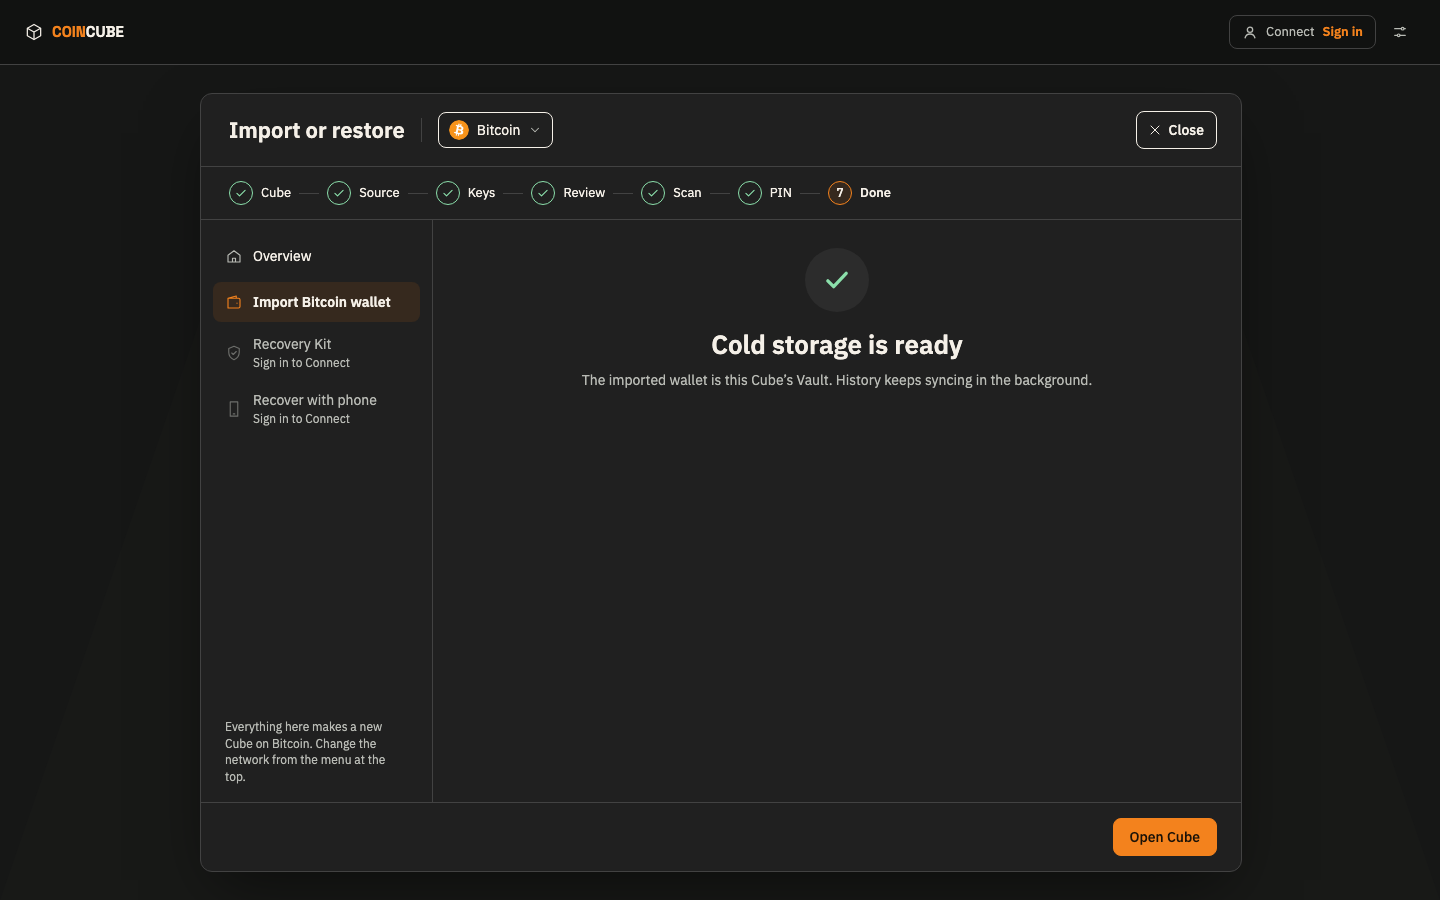 COINCUBE
Connect Sign in
Import or restore
Bitcoin
Close
Cube
Source
Keys
Review
Scan
PIN
7 Done
Overview
Import Bitcoin wallet
Recovery Kit
Sign in to Connect
Recover with phone
Sign in to Connect
Everything here makes a new
Cube on Bitcoin. Change the
network from the menu at the
top.
Cold storage is ready
The imported wallet is this Cube’s Vault. History keeps syncing in the background.
Open Cube